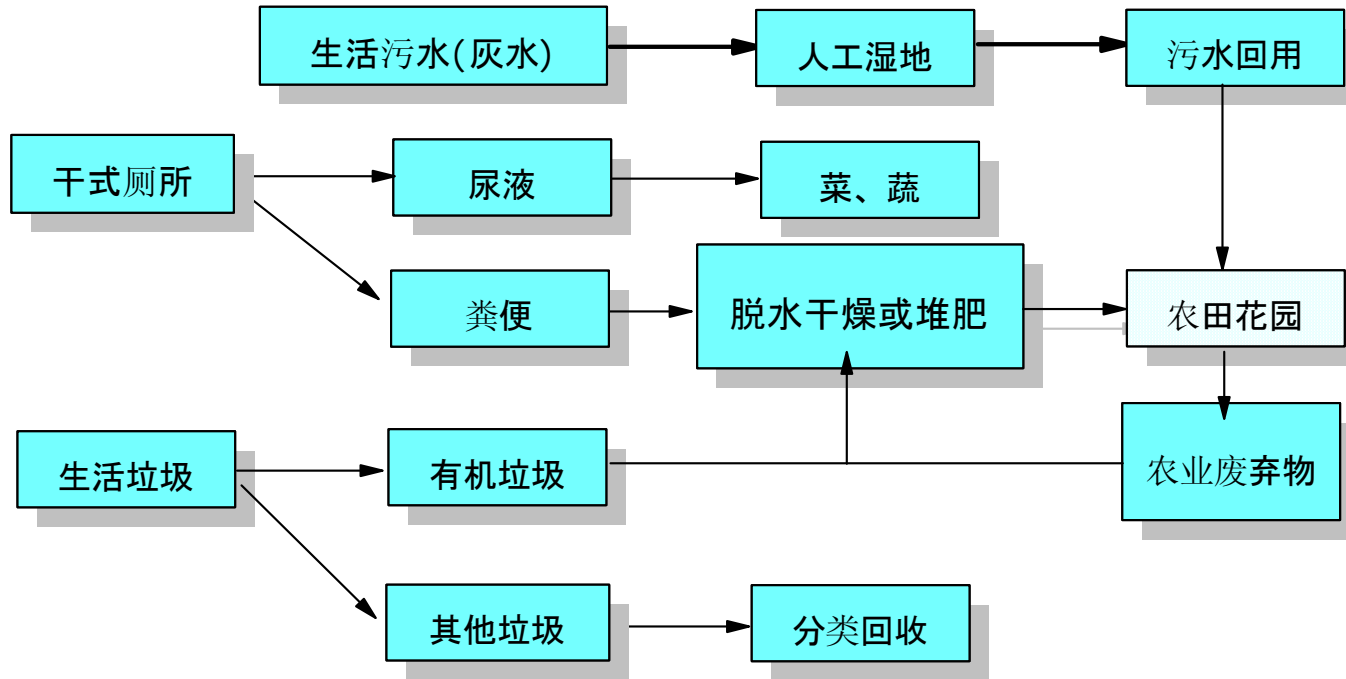 生活污水(灰水)
人工湿地
污水回用
干式厕所
尿液
菜、蔬
粪便
脱水干燥或堆肥
农田花园
生活垃圾
有机垃圾
农业废弃物
其他垃圾
分类回收